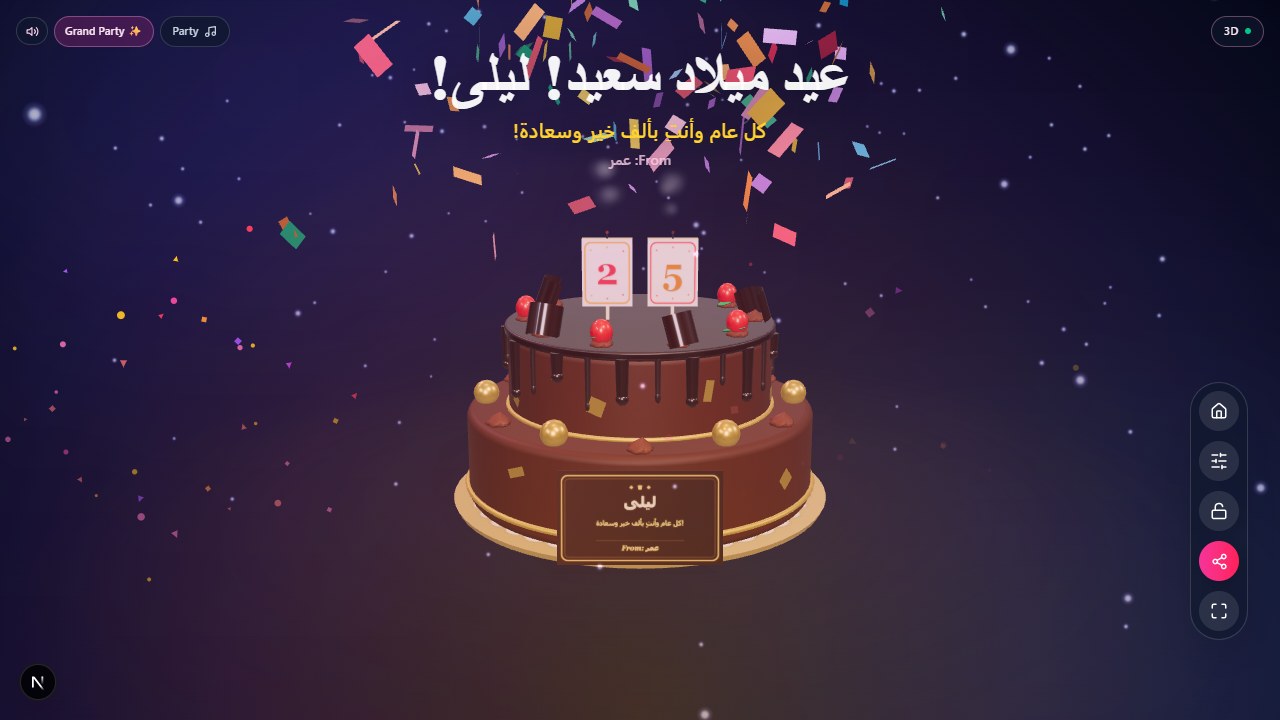 Grand Party ✨
Party
3D
عيد ميلاد سعيد! ليلى!
كل عام وأنتِ بألف خير وسعادة!
From: عمر
2
5
ليلى
كل عام وأنتِ بألف خير وسعادة!
From: عمر
N